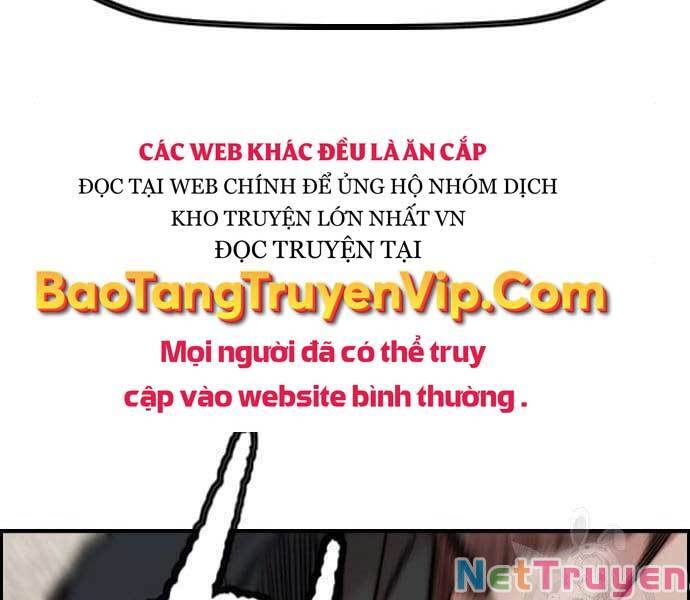 CÁC WEB KHÁC ĐỀU LÀ ĂN CẮP
ĐỌC TẠI WEB CHÍNH ĐỂ ỦNG HỘ NHÓM DỊCH
KHO TRUYỆN LỚN NHẤT VN
ĐỌC TRUYỆN TẠI
BaoTangTruyenVip.Com
Mọi người đã có thể truy
cập vào website bình thường .
NetTruyen